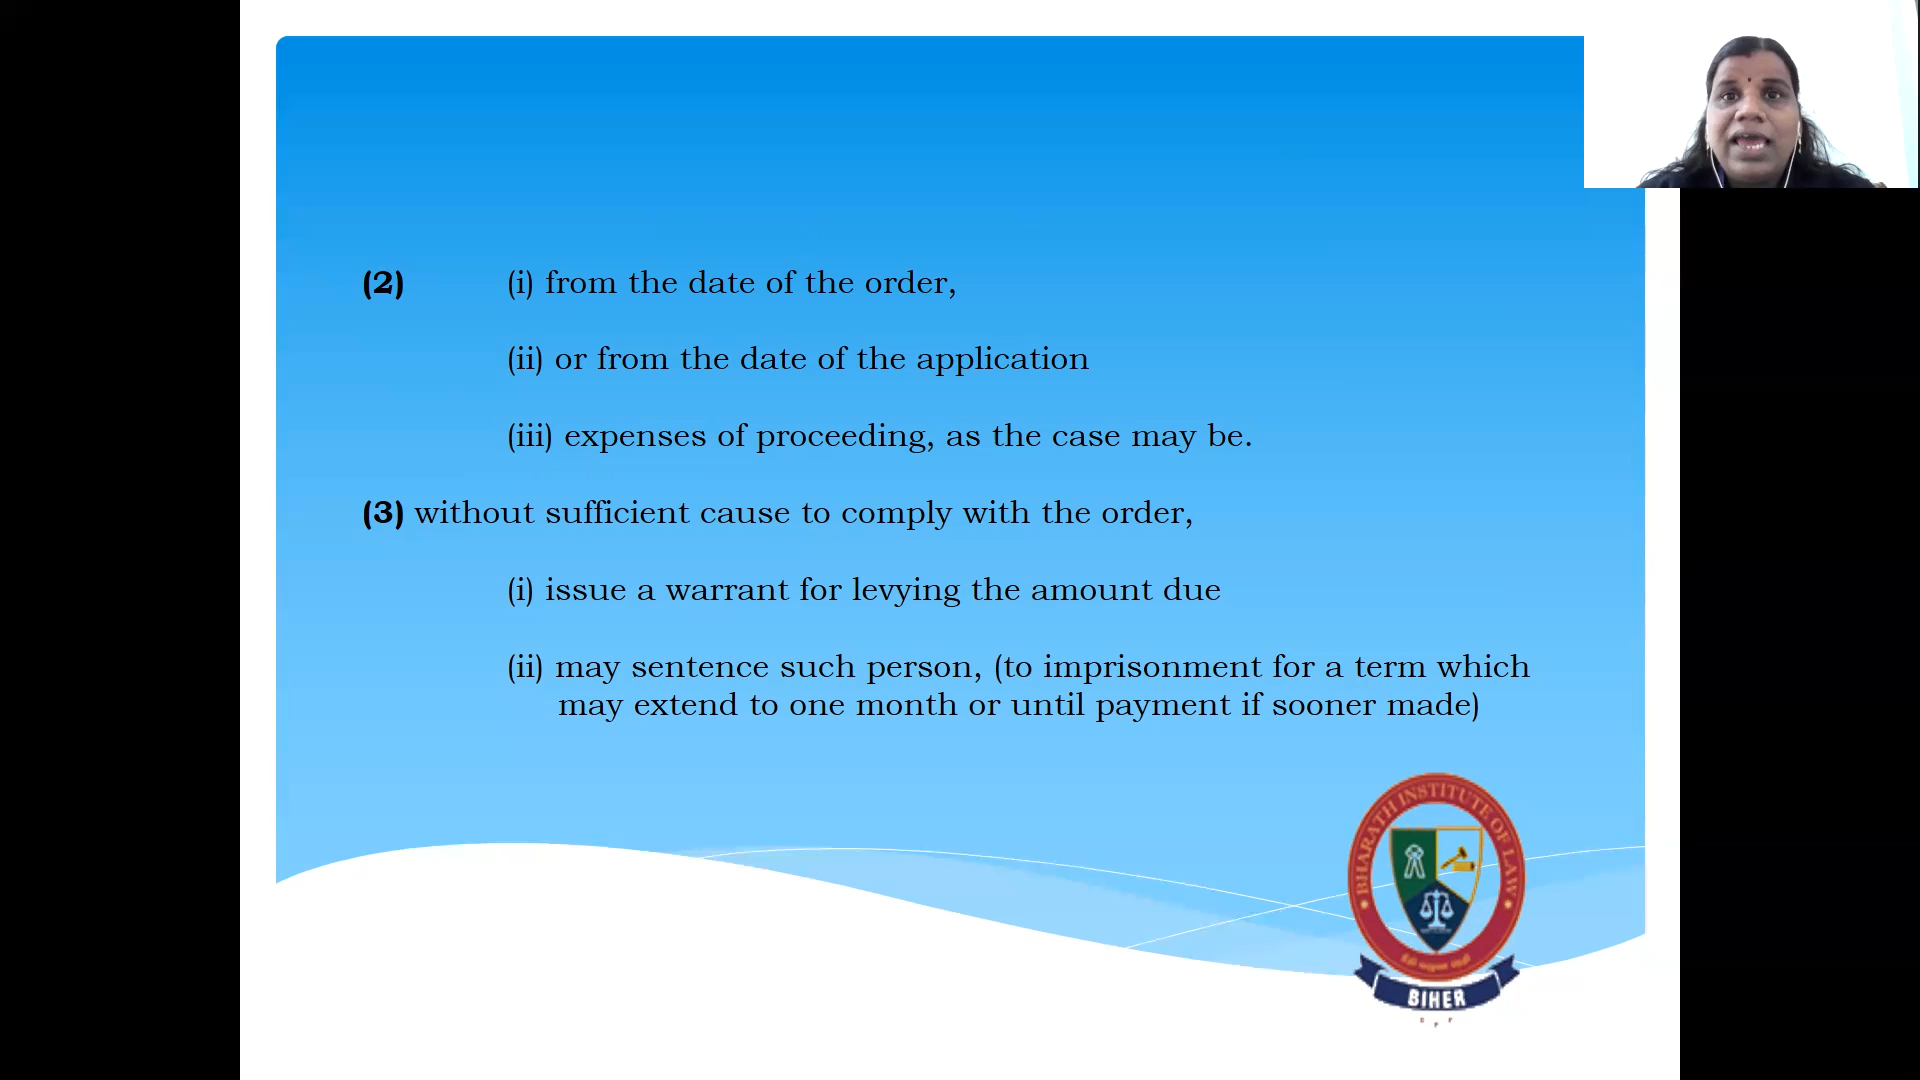 (2) (i) from the date of the order,
(ii) or from the date of the application
(iii) expenses of proceeding, as the case may be.
(3) without sufficient cause to comply with the order,
(i) issue a warrant for levying the amount due
(ii) may sentence such person, (to imprisonment for a term which
may extend to one month or until payment if sooner made)
BHARATH INSTITUTE OF LAW
BIHER